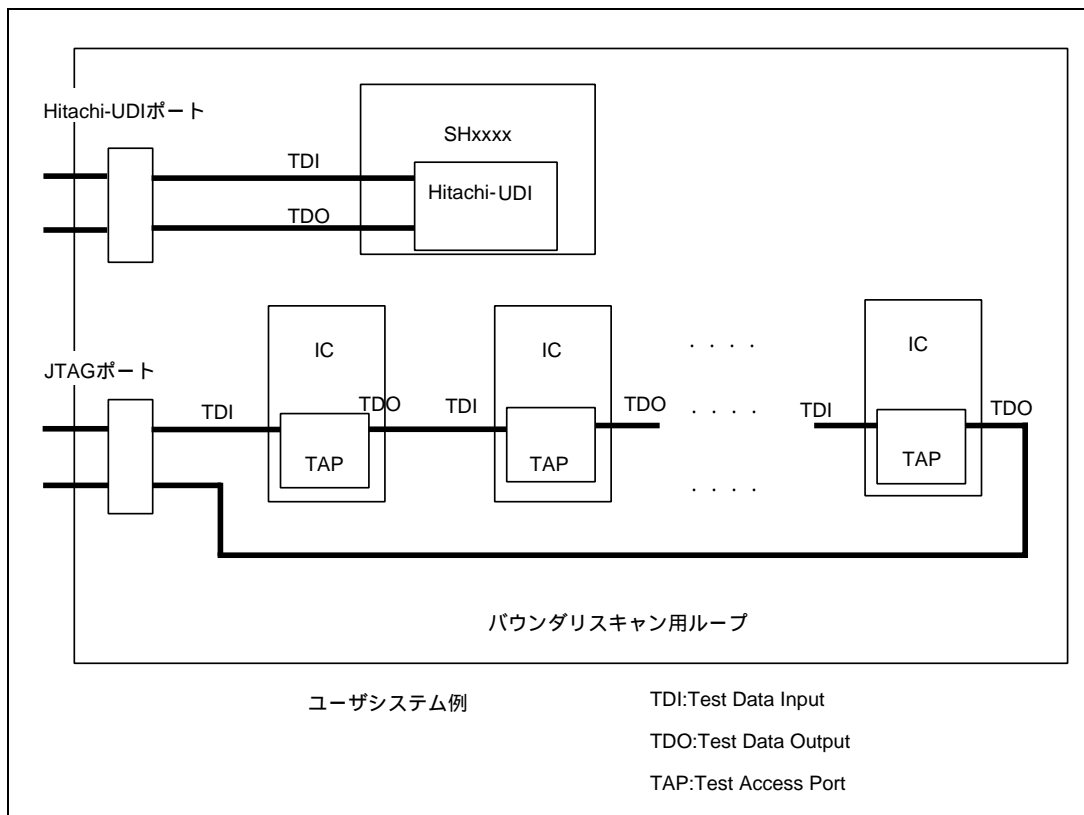 Hitachi-UDIポート
SHxxxx
TDI
Hitachi-UDI
TDO
IC
IC
. . . .
IC
JTAGポート
TDI
TDO
TDI
TDO
. . . .
TDI
TDO
TAP
TAP
TAP
. . . .
バウンダリスキャン用ループ
ユーザシステム例
TDI:Test Data Input
TDO:Test Data Output
TAP:Test Access Port